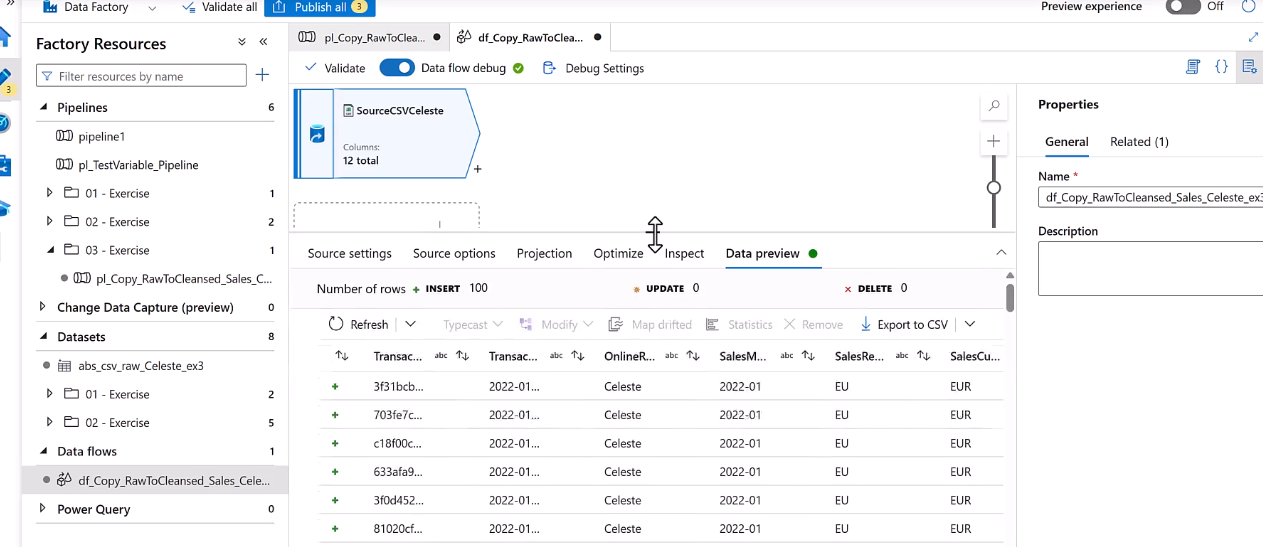 Data Factory
Validate all
Publish all 3
Preview experience
Off
Factory Resources
Filter resources by name
Pipelines 6
pipeline1
pl_TestVariable_Pipeline
01 - Exercise 1
02 - Exercise 2
03 - Exercise 1
pl_Copy_RawToCleansed_Sales_C...
Change Data Capture (preview) 0
Datasets 8
abs_csv_raw_Celeste_ex3
01 - Exercise 2
02 - Exercise 5
Data flows 1
df_Copy_RawToCleansed_Sales_Cele...
Power Query 0
3
pl_Copy_RawToClea...
df_Copy_RawToClea...
Validate
Data flow debug
Debug Settings
SourceCSVCeleste
Columns:
12 total
Source settings Source options Projection Optimize Inspect Data preview
Number of rows + INSERT 100 UPDATE 0 DELETE 0
Refresh Typecast Modify Map drifted Statistics Remove Export to CSV
Transac... abc Transac... abc OnlineR... abc SalesM... abc SalesRe... abc SalesCu...
+ 3f31bcb... 2022-01... Celeste 2022-01 EU EUR
+ 703fe7c... 2022-01... Celeste 2022-01 EU EUR
+ c18f00c... 2022-01... Celeste 2022-01 EU EUR
+ 633afa9... 2022-01... Celeste 2022-01 EU EUR
+ 3f0d452... 2022-01... Celeste 2022-01 EU EUR
+ 81020cf... 2022-01... Celeste 2022-01 EU EUR
Properties
General Related (1)
Name *
df_Copy_RawToCleansed_Sales_Celeste_ex3
Description